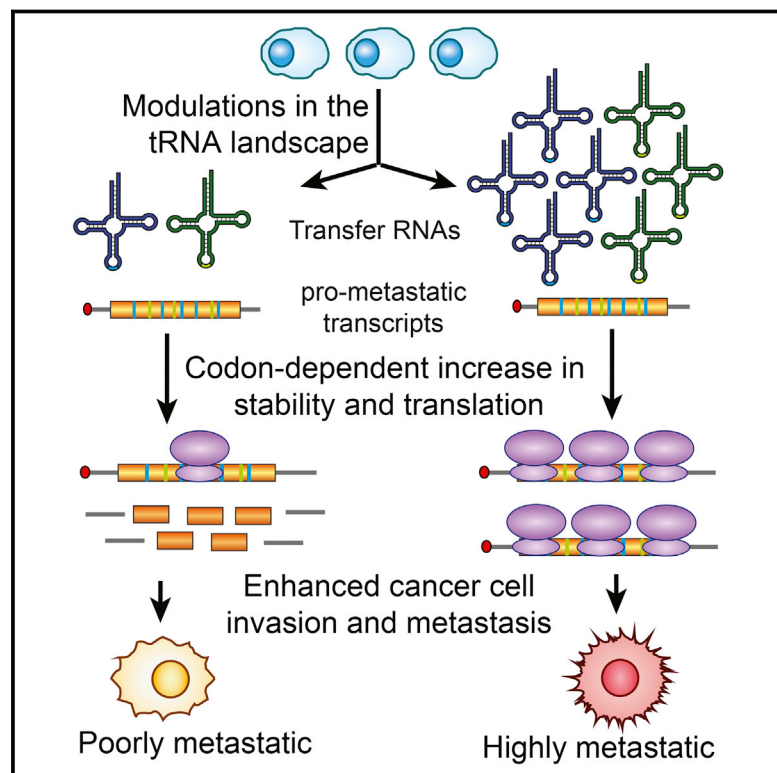 Modulations in the
tRNA landscape
Transfer RNAs
pro-metastatic
transcripts
Codon-dependent increase in
stability and translation
Enhanced cancer cell
invasion and metastasis
Poorly metastatic
Highly metastatic